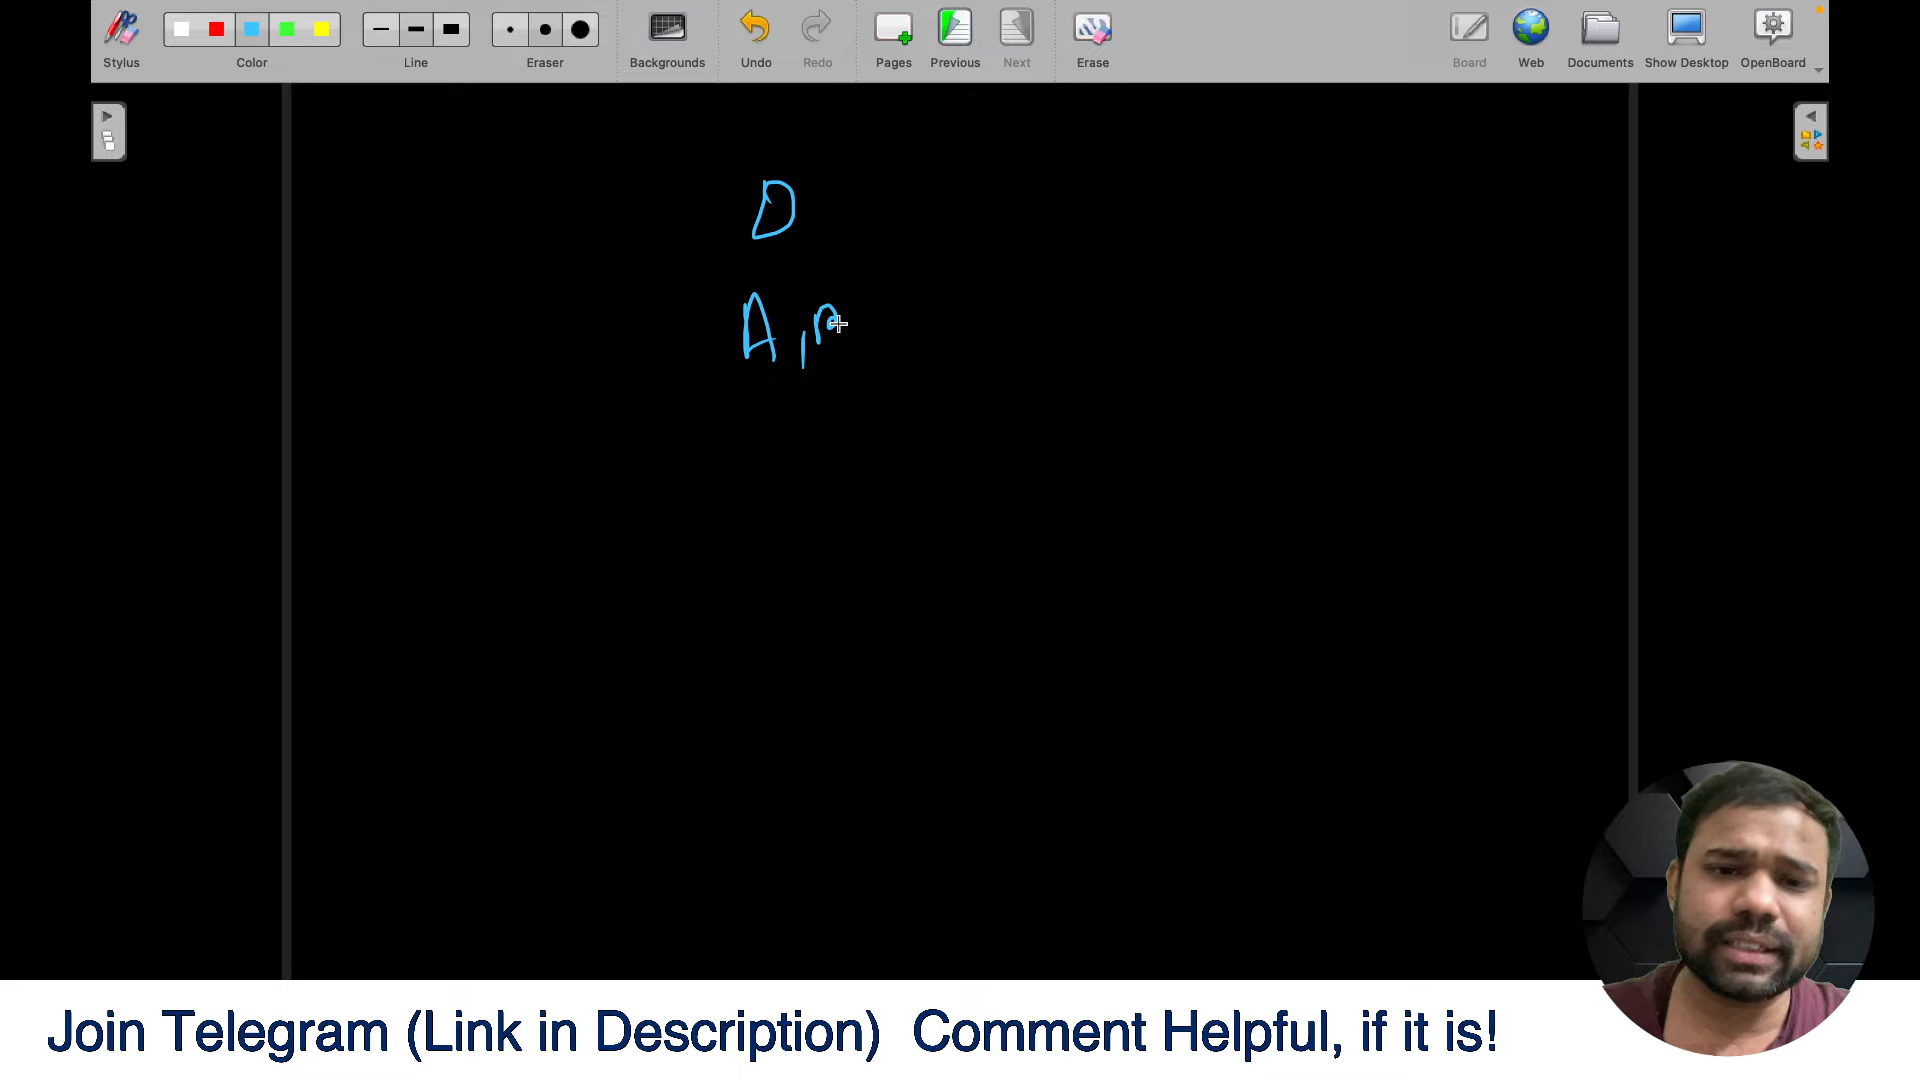 Stylus Color Line Eraser Backgrounds Undo Redo Pages Previous Next Erase Board Web Documents Show Desktop OpenBoard
D
A,
Join Telegram (Link in Description) Comment Helpful, if it is!